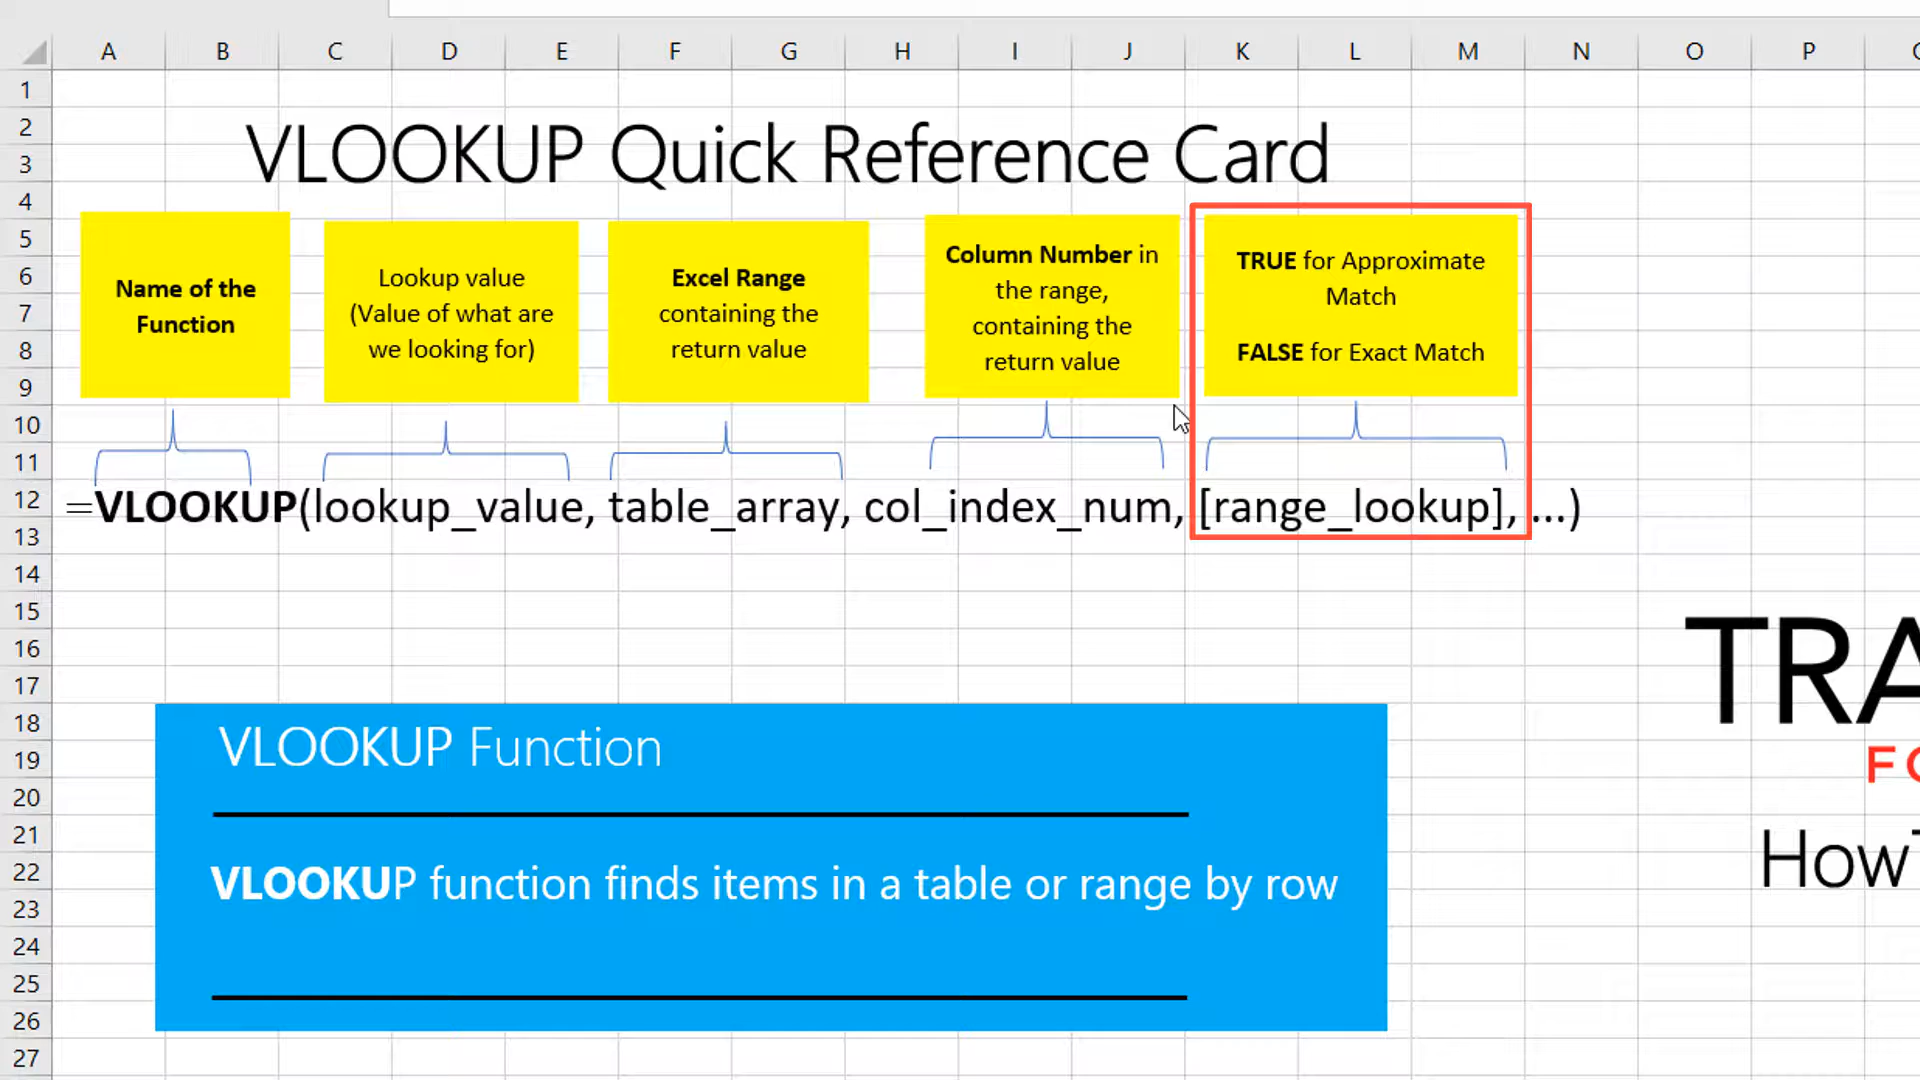 A B C D E F G H I J K L M N O P
1
2
3
4
5
6
7
8
9
10
11
12
13
14
15
16
17
18
19
20
21
22
23
24
25
26
27
VLOOKUP Quick Reference Card
Name of the
Function
Lookup value
(Value of what are
we looking for)
Excel Range
containing the
return value
Column Number in
the range,
containing the
return value
TRUE for Approximate
Match
FALSE for Exact Match
=VLOOKUP(lookup_value, table_array, col_index_num, [range_lookup], ...)
VLOOKUP Function
VLOOKUP function finds items in a table or range by row
TRA
FO
How